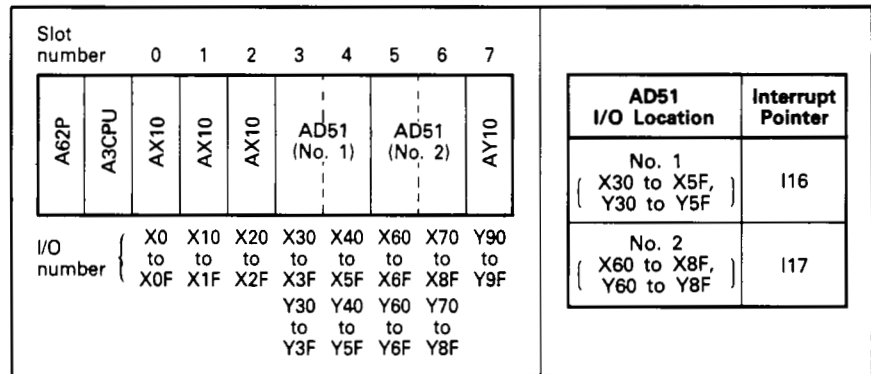 Slot
number 0 1 2 3 4 5 6 7
A62P A3CPU AX10 AX10 AX10 AD51 (No. 1) AD51 (No. 2) AY10
I/O number
X0 X10 X20 X30 X40 X60 X70 Y90
to to to to to to to to
X0F X1F X2F X3F X5F X6F X8F Y9F
Y30 Y40 Y60 Y70
to to to to
Y3F Y5F Y6F Y8F
AD51 I/O Location Interrupt Pointer
No. 1
( X30 to X5F,
Y30 to Y5F ) I16
No. 2
( X60 to X8F,
Y60 to Y8F ) I17